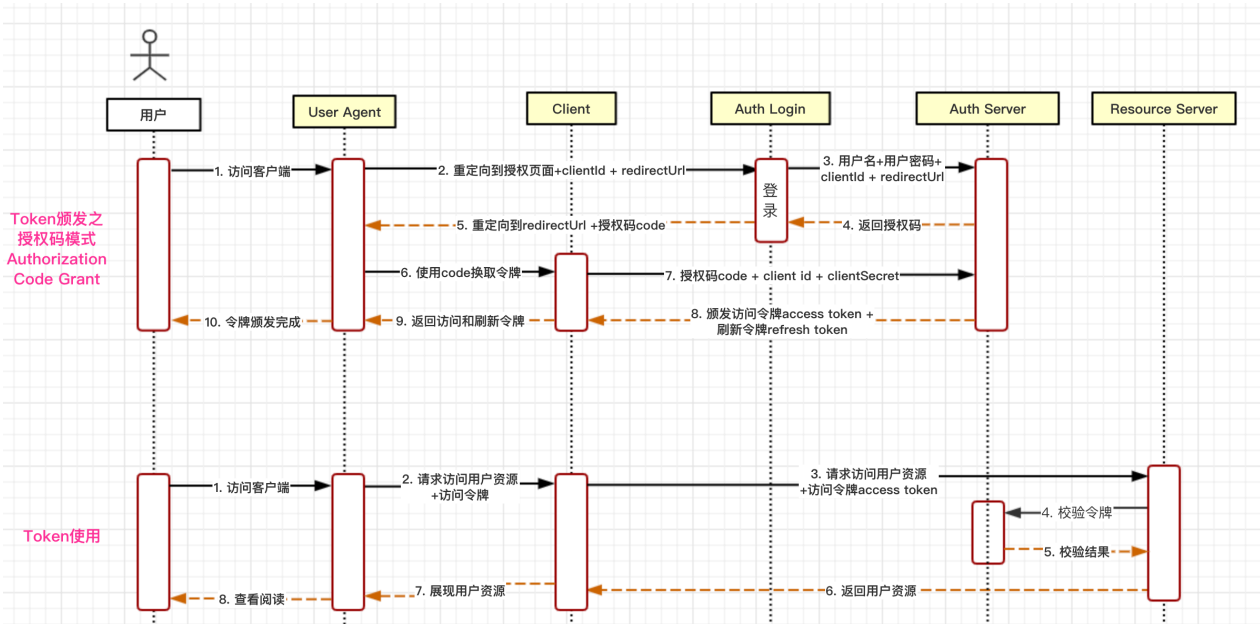 用户
User Agent
Client
Auth Login
Auth Server
Resource Server
Token颁发之
授权码模式
Authorization
Code Grant
1. 访问客户端
2. 重定向到授权页面+clientId + redirectUrl
登
录
3. 用户名+用户密码+
clientId + redirectUrl
4. 返回授权码
5. 重定向到redirectUrl +授权码code
6. 使用code换取令牌
7. 授权码code + client id + clientSecret
8. 颁发访问令牌access token +
刷新令牌refresh token
9. 返回访问和刷新令牌
10. 令牌颁发完成
Token使用
1. 访问客户端
2. 请求访问用户资源
+访问令牌
3. 请求访问用户资源
+访问令牌access token
4. 校验令牌
5. 校验结果
6. 返回用户资源
7. 展现用户资源
8. 查看阅读